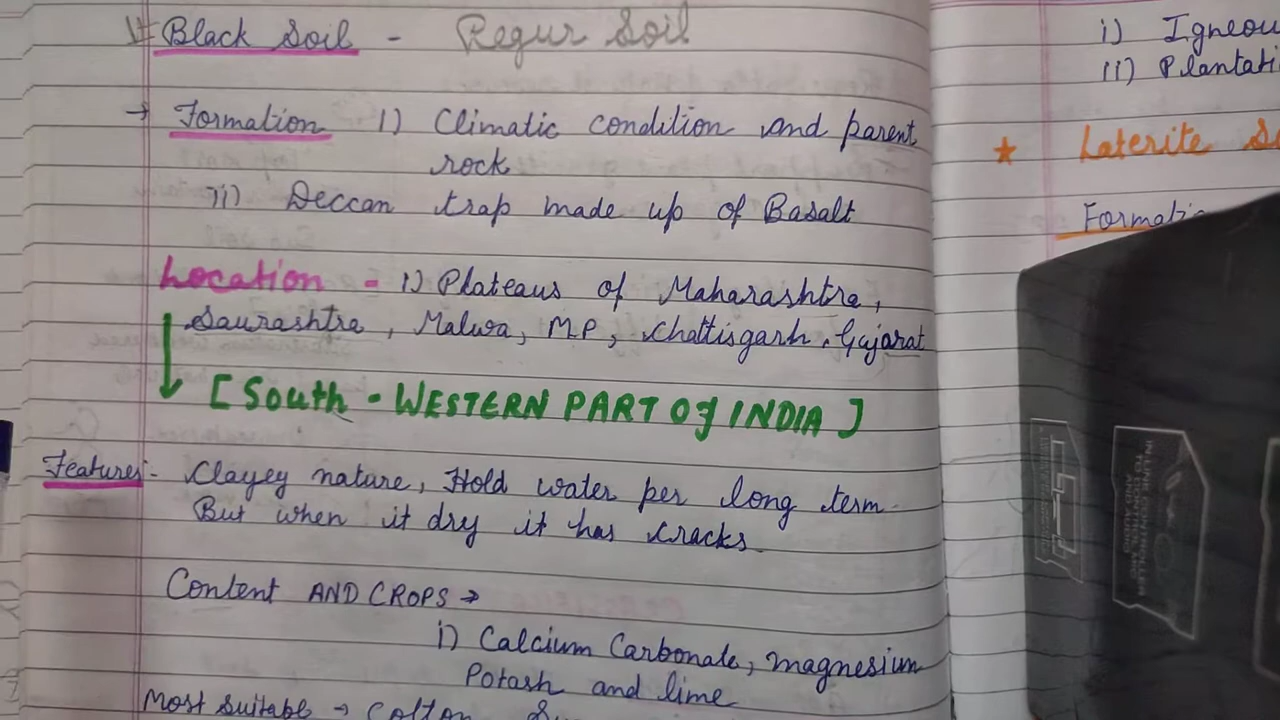 Black Soil - Regur Soil
→ Formation i) Climatic condition and parent
rock
ii) Deccan trap made up of Basalt
Location - i) Plateaus of Maharashtra,
Saurashtra, Malwa, MP, Chattisgarh, Gujarat
[South - WESTERN PART Of INDIA]
Features - Clayey nature, Hold water per long term.
But when it dry it has cracks
Content AND CROPS →
i) Calcium Carbonate, magnesium
Potash and lime
Most suitable → Cotton
i) Igneou
ii) Plantati
★ Laterite S
Formati